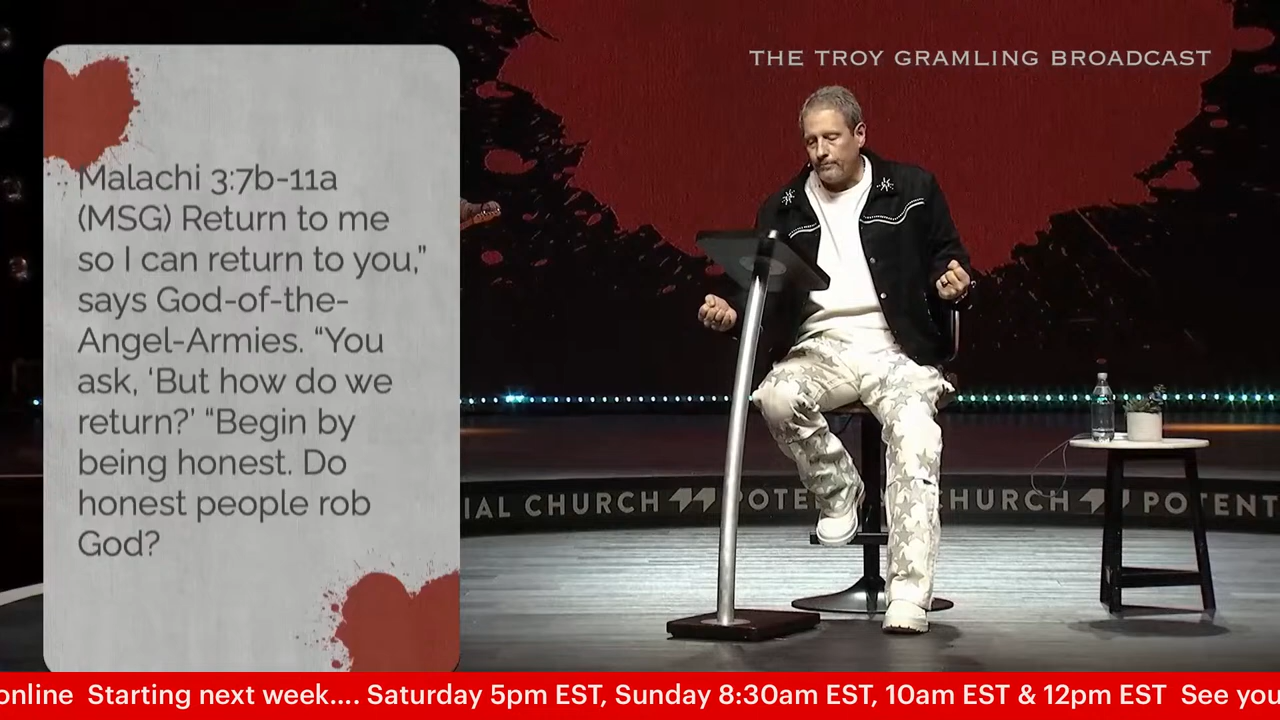 THE TROY GRAMLING BROADCAST
Malachi 3:7b-11a
(MSG) Return to me
so I can return to you,”
says God-of-the-
Angel-Armies. “You
ask, ‘But how do we
return?’ “Begin by
being honest. Do
honest people rob
God?
IAL CHURCH POTE CHURCH POTENT
online Starting next week.... Saturday 5pm EST, Sunday 8:30am EST, 10am EST & 12pm EST See you